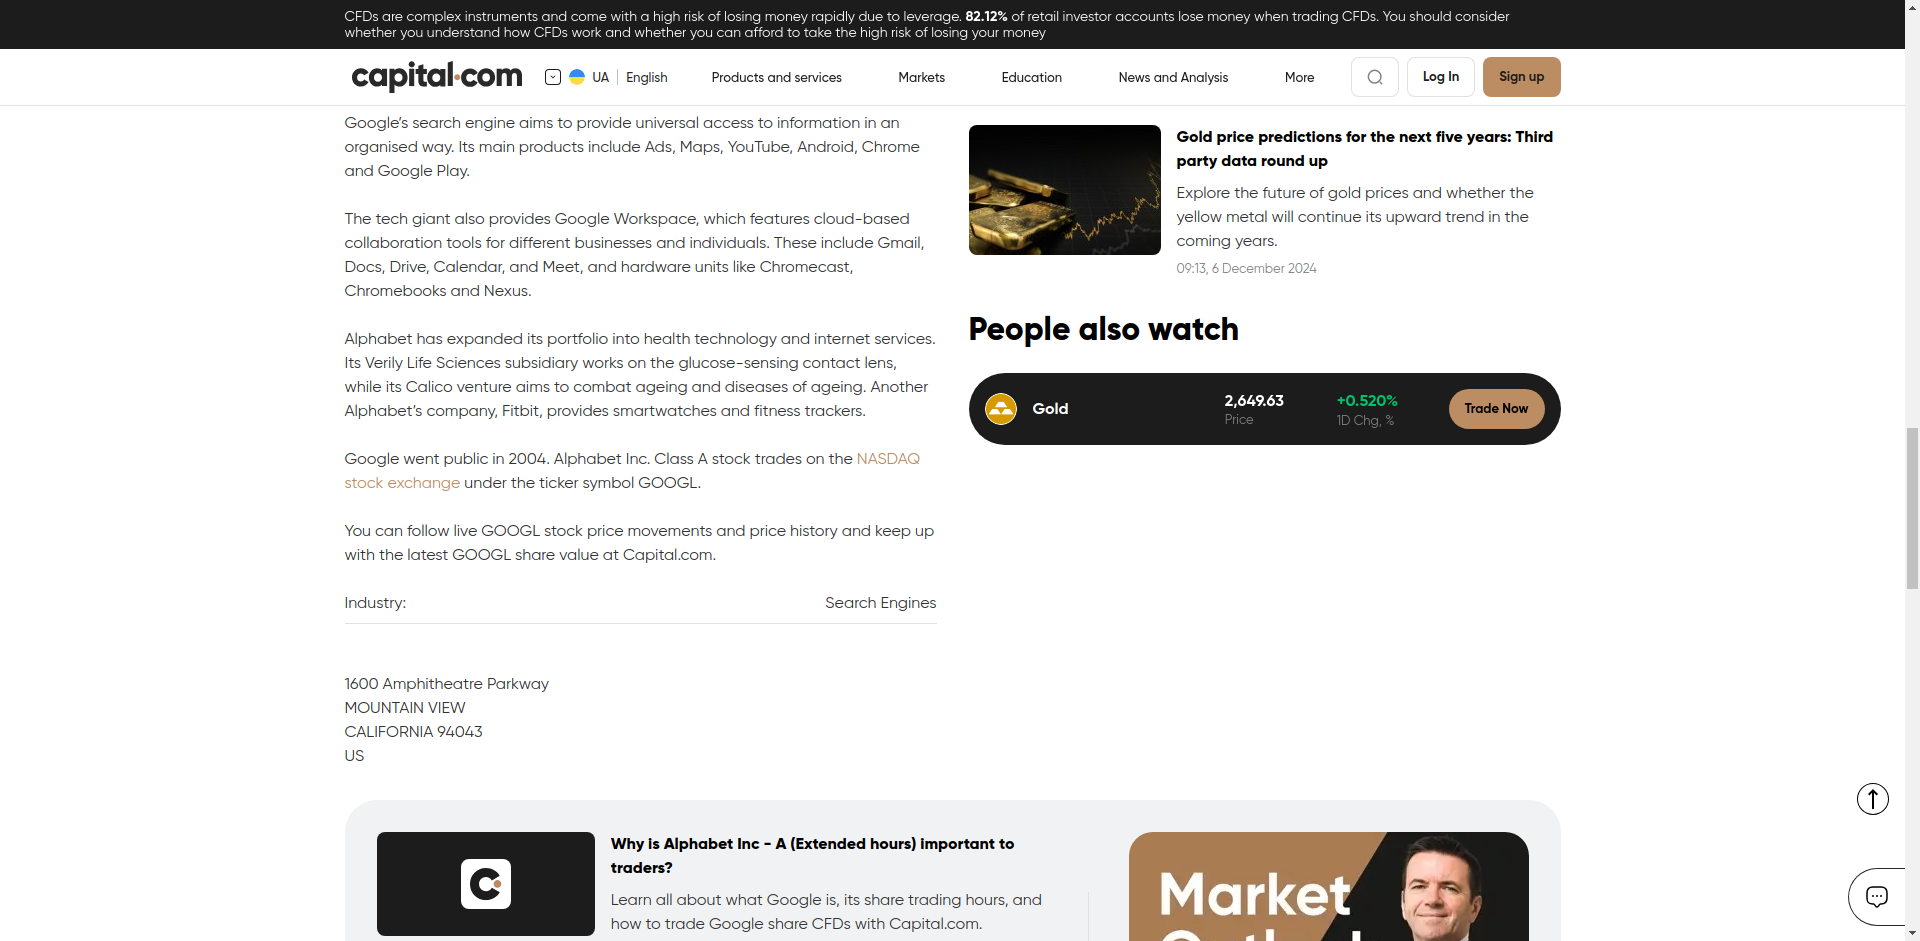 CFDs are complex instruments and come with a high risk of losing money rapidly due to leverage. 82.12% of retail investor accounts lose money when trading CFDs. You should consider
whether you understand how CFDs work and whether you can afford to take the high risk of losing your money
capital.com
UA
English
Products and services
Markets
Education
News and Analysis
More
Log In
Sign up
Google’s search engine aims to provide universal access to information in an
organised way. Its main products include Ads, Maps, YouTube, Android, Chrome
and Google Play.
The tech giant also provides Google Workspace, which features cloud-based
collaboration tools for different businesses and individuals. These include Gmail,
Docs, Drive, Calendar, and Meet, and hardware units like Chromecast,
Chromebooks and Nexus.
Alphabet has expanded its portfolio into health technology and internet services.
Its Verily Life Sciences subsidiary works on the glucose-sensing contact lens,
while its Calico venture aims to combat ageing and diseases of ageing. Another
Alphabet’s company, Fitbit, provides smartwatches and fitness trackers.
Google went public in 2004. Alphabet Inc. Class A stock trades on the NASDAQ
stock exchange under the ticker symbol GOOGL.
You can follow live GOOGL stock price movements and price history and keep up
with the latest GOOGL share value at Capital.com.
Industry:
Search Engines
1600 Amphitheatre Parkway
MOUNTAIN VIEW
CALIFORNIA 94043
US
Gold price predictions for the next five years: Third
party data round up
Explore the future of gold prices and whether the
yellow metal will continue its upward trend in the
coming years.
09:13, 6 December 2024
People also watch
Gold
2,649.63
Price
+0.520%
1D Chg, %
Trade Now
Why is Alphabet Inc - A (Extended hours) important to
traders?
Learn all about what Google is, its share trading hours, and
how to trade Google share CFDs with Capital.com.
Market